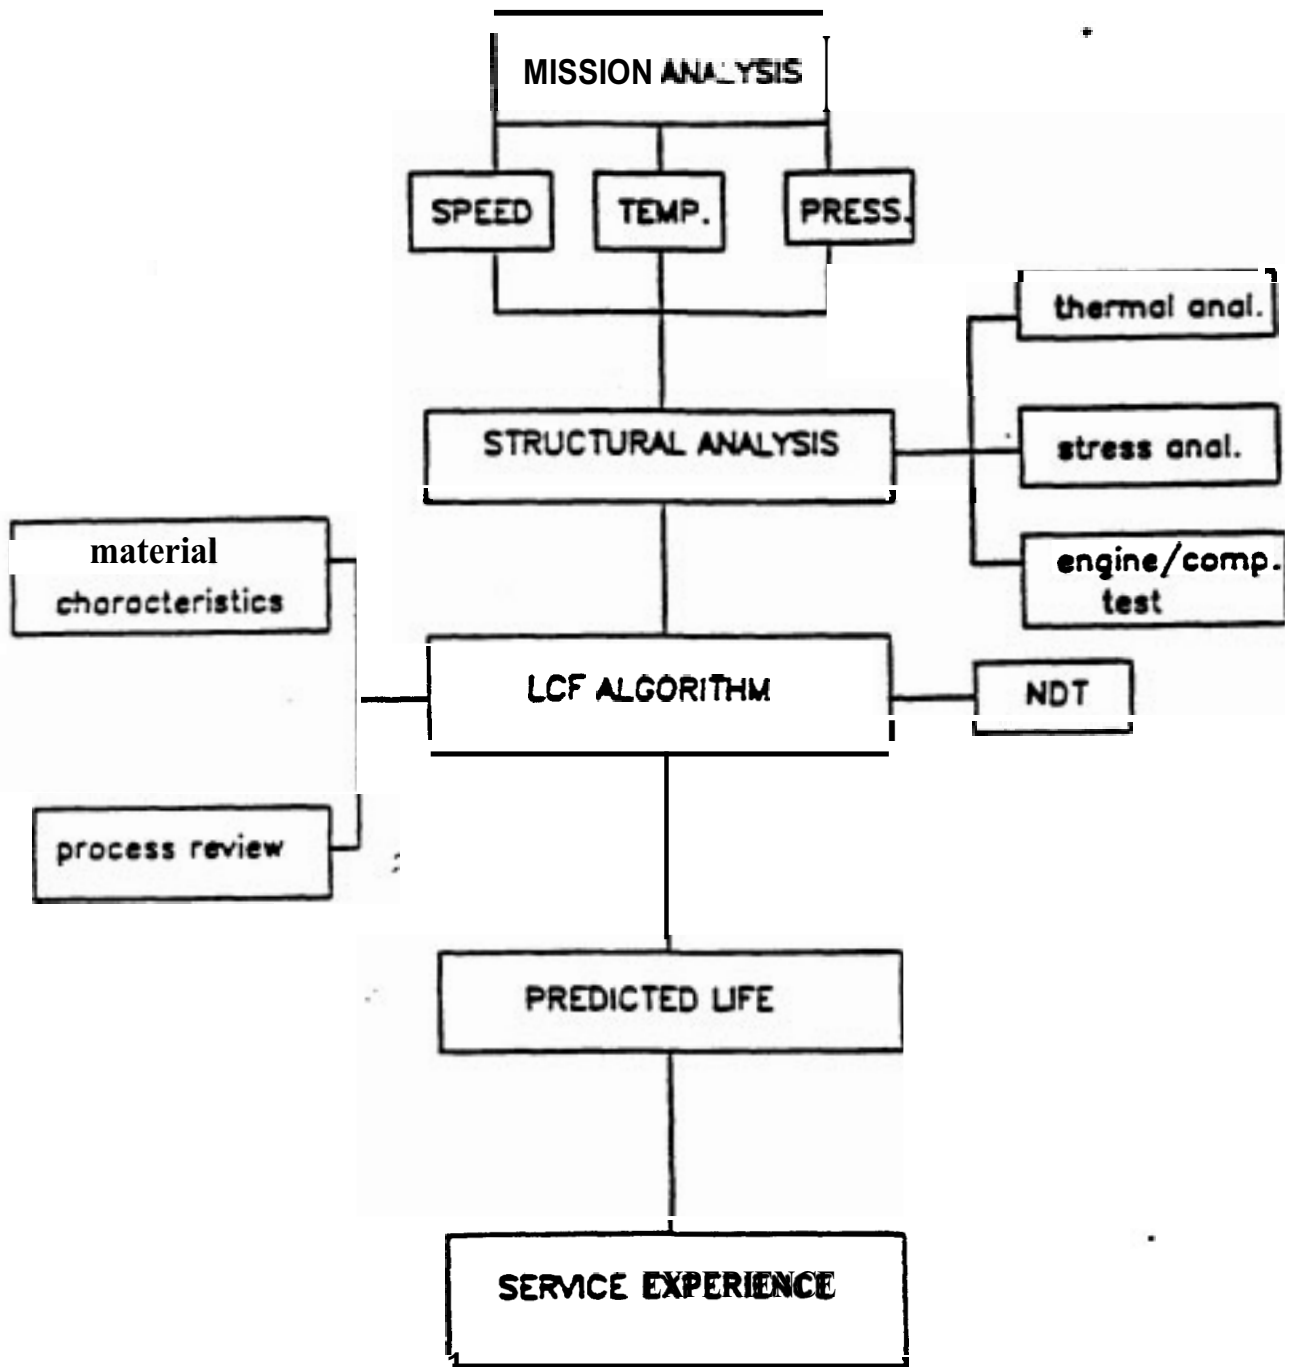 MISSION ANALYSIS
SPEED
TEMP.
PRESS.
thermal anal.
STRUCTURAL ANALYSIS
stress anal.
material
characteristics
engine/comp.
test
LCF ALGORITHM
NDT
process review
PREDICTED LIFE
SERVICE EXPERIENCE